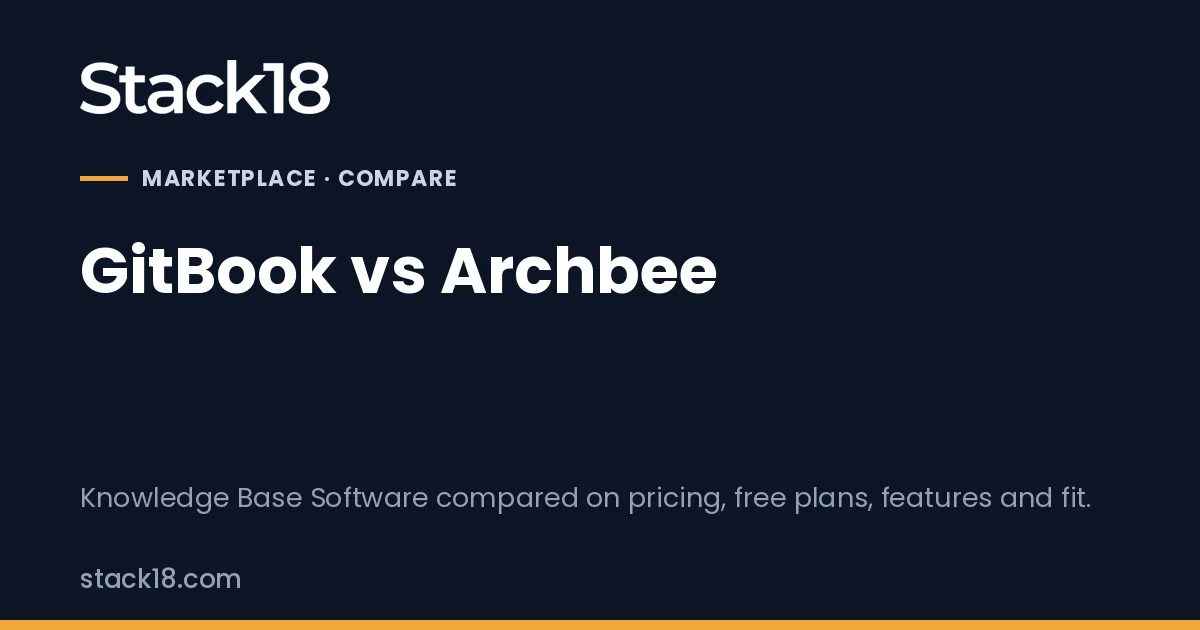 Stack18
MARKETPLACE · COMPARE
GitBook vs Archbee
Knowledge Base Software compared on pricing, free plans, features and fit.
stack18.com